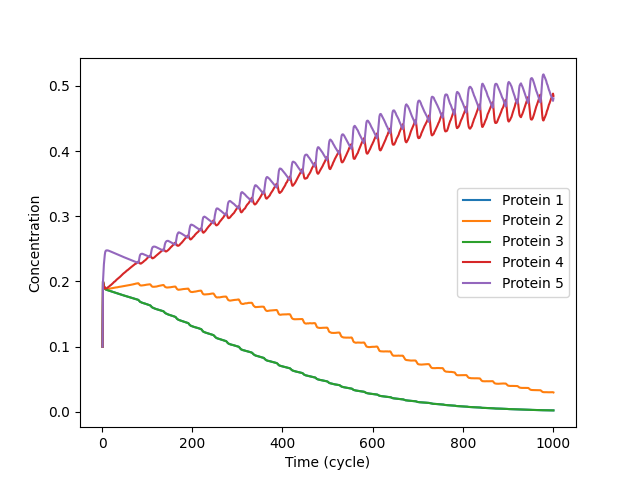 0.5
0.4
0.3
0.2
0.1
0.0
Concentration
Protein 1
Protein 2
Protein 3
Protein 4
Protein 5
0 200 400 600 800 1000
Time (cycle)